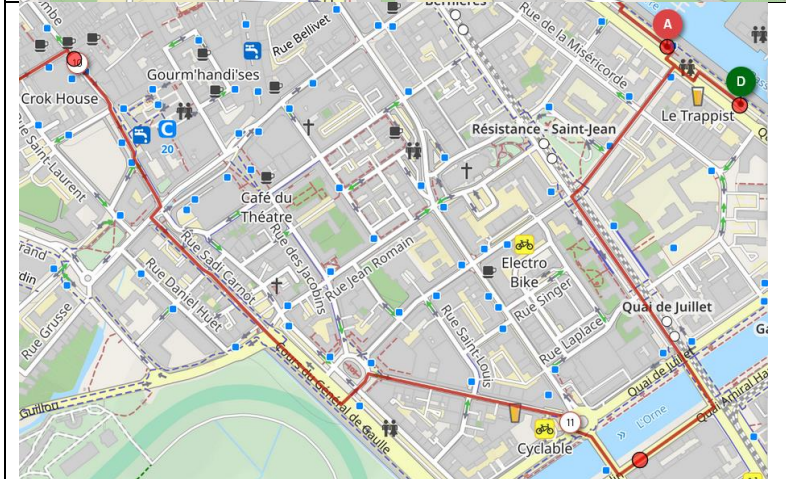 Bernières
A
Rue de la Miséricorde
Rue Bellivet
Gourm'handi'ses
10
D
Crok House
Le Trappist
C
20
Résistance - Saint-Jean
Rue Saint-Laurent
Café du
Théatre
Rue Sadi Carnot
Rue des Jacobins
Rue Jean Romain
Electro
Bike
Rue Daniel Huet
Rue Singer
Quai de Juillet
Rue Grusse
Rue Saint-Louis
Rue Laplace
Cours du Général de Gaulle
Quai de Juillet
Guillon
L'Orne
Quai Amiral Ha
11
Cyclable